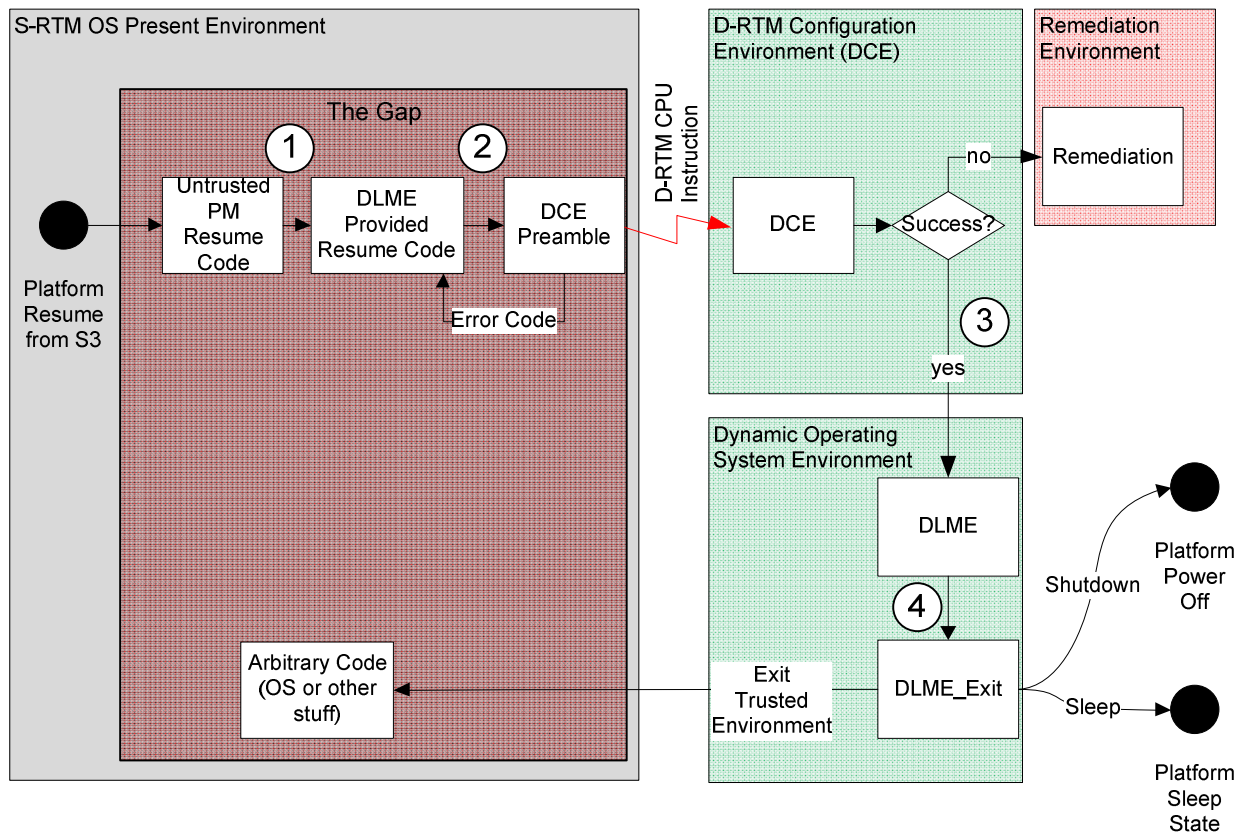 S-RTM OS Present Environment
The Gap
1
2
Untrusted
PM
Resume
Code
DLME
Provided
Resume Code
DCE
Preamble
Error Code
Platform
Resume
from S3
D-RTM CPU
Instruction
D-RTM Configuration
Environment (DCE)
DCE
Success?
no
3
yes
Remediation
Environment
Remediation
Dynamic Operating
System Environment
DLME
4
DLME_Exit
Exit
Trusted
Environment
Arbitrary Code
(OS or other
stuff)
Shutdown
Platform
Power
Off
Sleep
Platform
Sleep
State